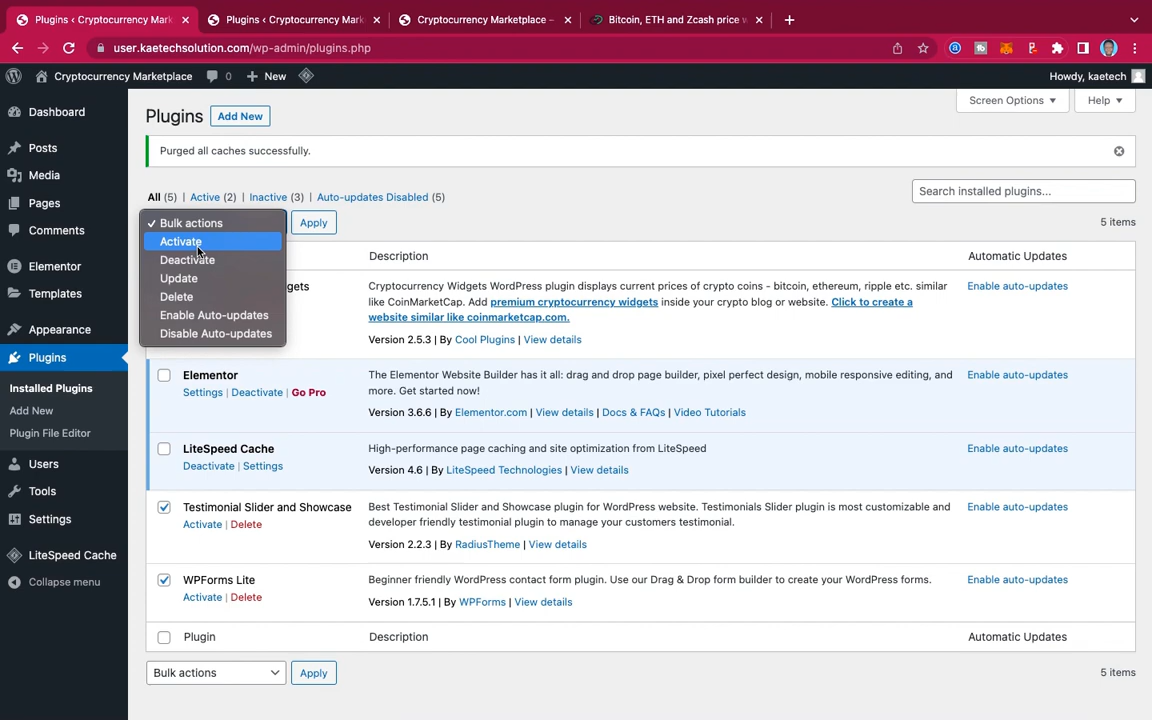 Plugins ‹ Cryptocurrency Mark
Plugins ‹ Cryptocurrency Mark
Cryptocurrency Marketplace –
Bitcoin, ETH and Zcash price w
user.kaetechsolution.com/wp-admin/plugins.php
Cryptocurrency Marketplace 0 New
Howdy, kaetech
Dashboard
Posts
Media
Pages
Comments
Elementor
Templates
Appearance
Plugins
Installed Plugins
Add New
Plugin File Editor
Users
Tools
Settings
LiteSpeed Cache
Collapse menu
Screen Options Help
Plugins Add New
Purged all caches successfully.
All (5) | Active (2) | Inactive (3) | Auto-updates Disabled (5)
Search installed plugins...
✓ Bulk actions
Activate
Deactivate
Update
Delete
Enable Auto-updates
Disable Auto-updates
Apply
5 items
Description Automatic Updates
gets
Cryptocurrency Widgets WordPress plugin displays current prices of crypto coins - bitcoin, ethereum, ripple etc. similar
like CoinMarketCap. Add premium cryptocurrency widgets inside your crypto blog or website. Click to create a
website similar like coinmarketcap.com.
Version 2.5.3 | By Cool Plugins | View details
Enable auto-updates
Elementor
Settings | Deactivate | Go Pro
The Elementor Website Builder has it all: drag and drop page builder, pixel perfect design, mobile responsive editing, and
more. Get started now!
Version 3.6.6 | By Elementor.com | View details | Docs & FAQs | Video Tutorials
Enable auto-updates
LiteSpeed Cache
Deactivate | Settings
High-performance page caching and site optimization from LiteSpeed
Version 4.6 | By LiteSpeed Technologies | View details
Enable auto-updates
Testimonial Slider and Showcase
Activate | Delete
Best Testimonial Slider and Showcase plugin for WordPress website. Testimonials Slider plugin is most customizable and
developer friendly testimonial plugin to manage your customers testimonial.
Version 2.2.3 | By RadiusTheme | View details
Enable auto-updates
WPForms Lite
Activate | Delete
Beginner friendly WordPress contact form plugin. Use our Drag & Drop form builder to create your WordPress forms.
Version 1.7.5.1 | By WPForms | View details
Enable auto-updates
Plugin Description Automatic Updates
Bulk actions Apply
5 items